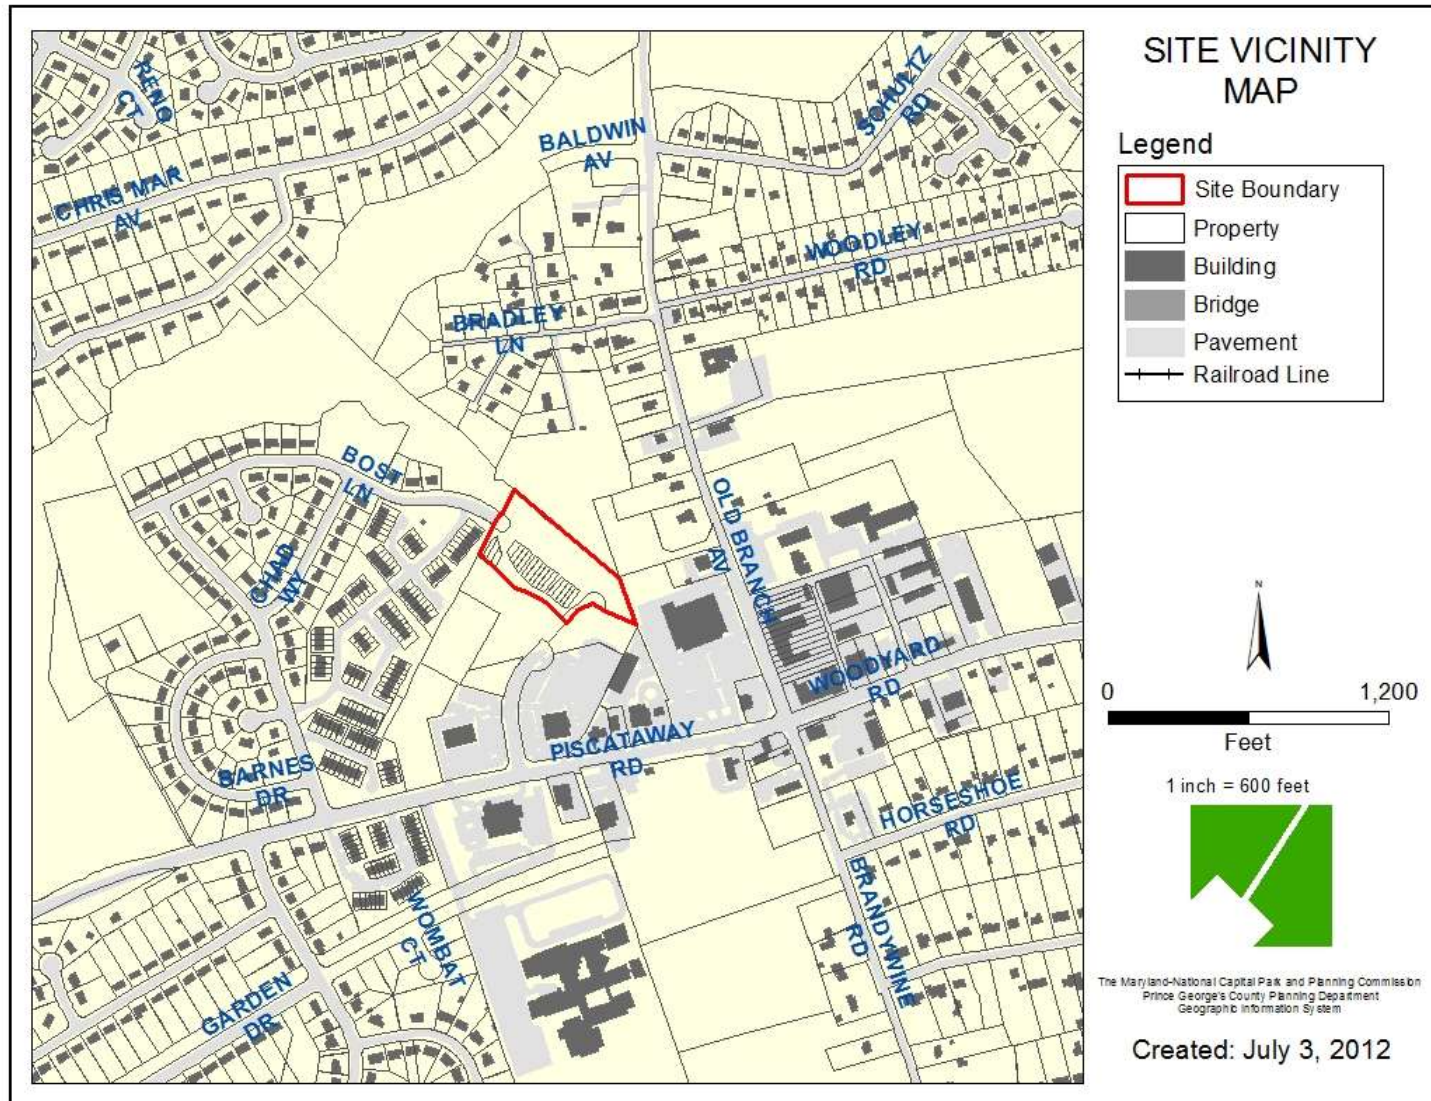 SITE VICINITY
MAP
Legend
Site Boundary
Property
Building
Bridge
Pavement
Railroad Line
N
0 1,200
Feet
1 inch = 600 feet
The Maryland-National Capital Park and Planning Commission
Prince George's County Planning Department
Geographic Information System
Created: July 3, 2012
RENO
CT
SCHULTZ
RD
BALDWIN
AV
CHRIS MAR
AV
WOODLEY
RD
BRADLEY
LN
BOST
LN
OLD BRANCH
AV
CHAD
WY
WOODYARD
RD
PISCATAWAY
RD
BARNES
DR
HORSESHOE
RD
BRANDYWINE
RD
WOMBAT
CT
GARDEN
DR